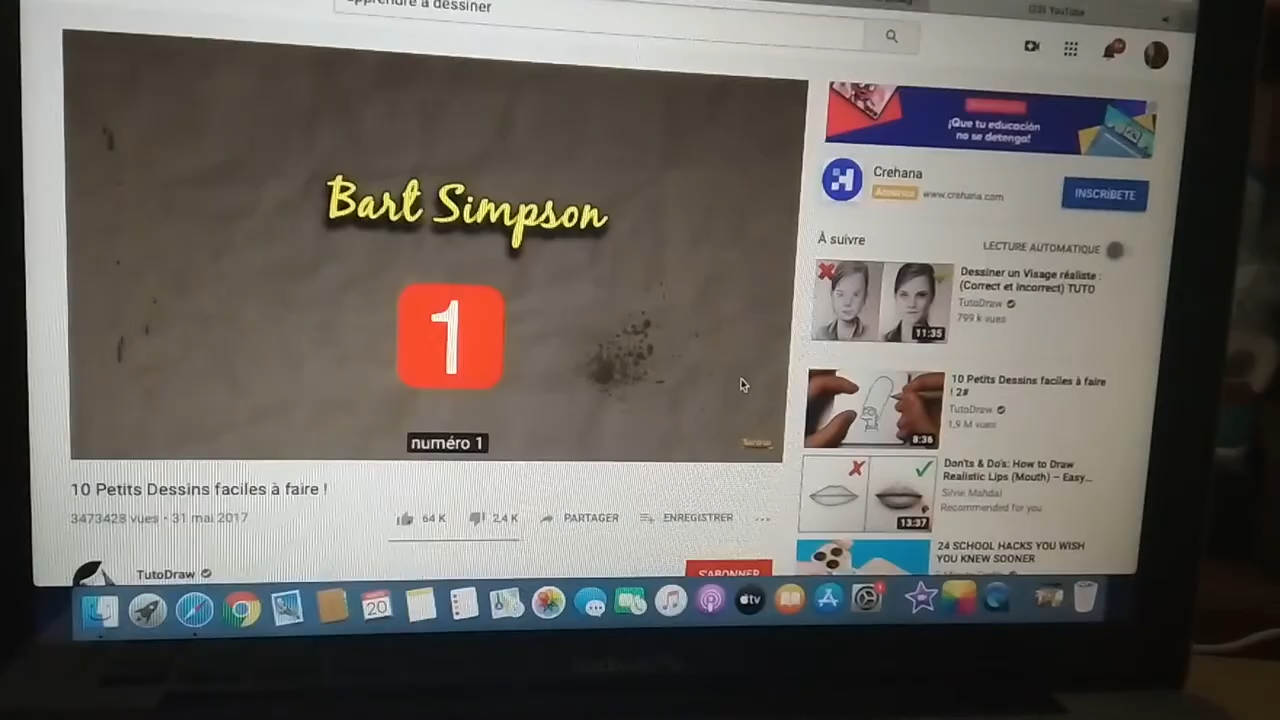 apprendre à dessiner
(23) YouTube
¡Que tu educación
no se detenga!
Bart Simpson
1
numéro 1
Crehana
Annonce www.crehana.com
INSCRÍBETE
À suivre
LECTURE AUTOMATIQUE
Dessiner un Visage réaliste :
(Correct et Incorrect) TUTO
TutoDraw
799 k vues
11:35
10 Petits Dessins faciles à faire
! 2#
TutoDraw
1,9 M vues
8:36
Don'ts & Do's: How to Draw
Realistic Lips (Mouth) – Easy...
Silvie Mahdal
Recommended for you
13:37
24 SCHOOL HACKS YOU WISH
YOU KNEW SOONER
10 Petits Dessins faciles à faire !
3473428 vues · 31 mai 2017
64 K
2,4 K
PARTAGER
ENREGISTRER
...
TutoDraw
S'ABONNER
20
tv